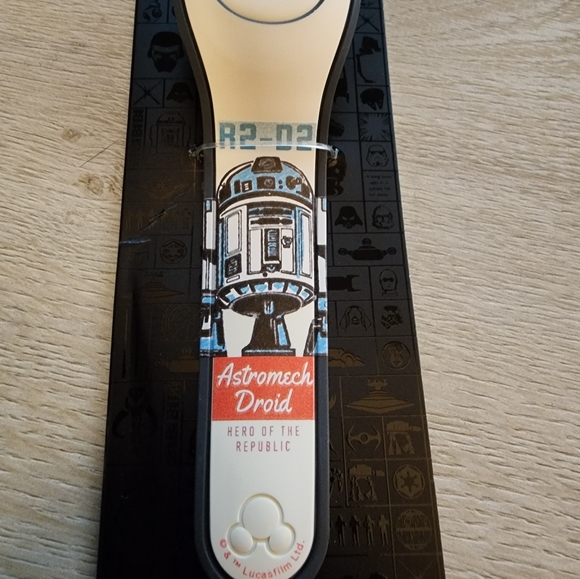 R2-D2
Astromech
Droid
HERO OF THE
REPUBLIC
© & ™ Lucasfilm Ltd.